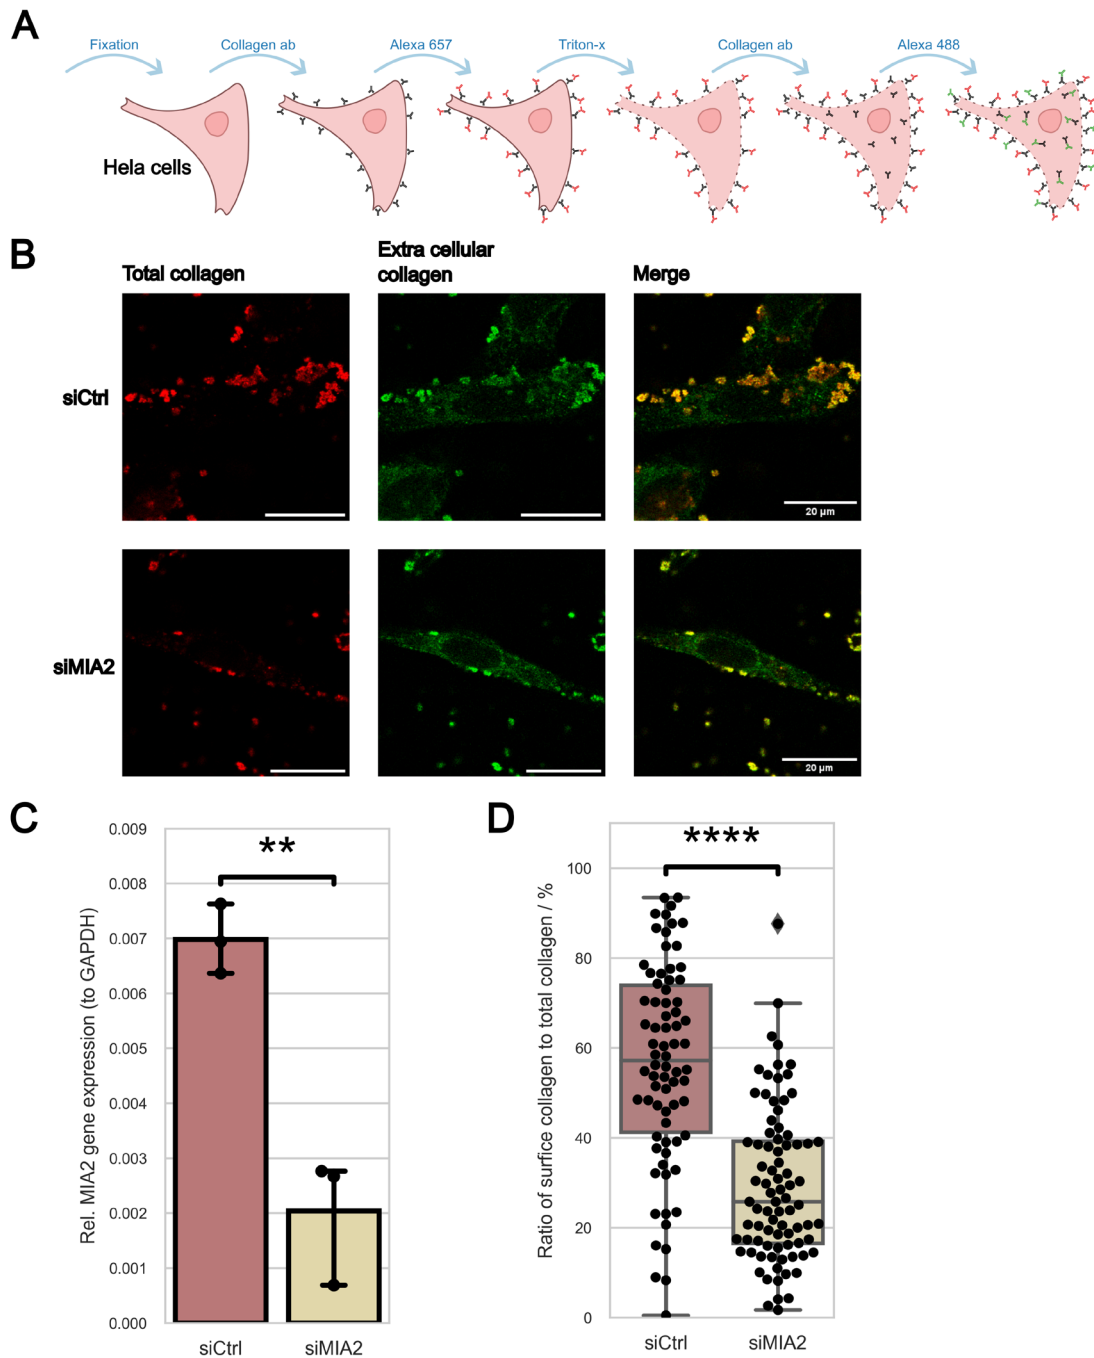 A
Fixation
Collagen ab
Alexa 657
Triton-x
Collagen ab
Alexa 488
Hela cells
B
Total collagen
Extra cellular
collagen
Merge
siCtrl
20 µm
siMIA2
20 µm
C
Rel. MIA2 gene expression (to GAPDH)
0.009
0.008
0.007
0.006
0.005
0.004
0.003
0.002
0.001
0.000
**
siCtrl
siMIA2
D
Ratio of surfice collagen to total collagen / %
100
80
60
40
20
0
****
siCtrl
siMIA2